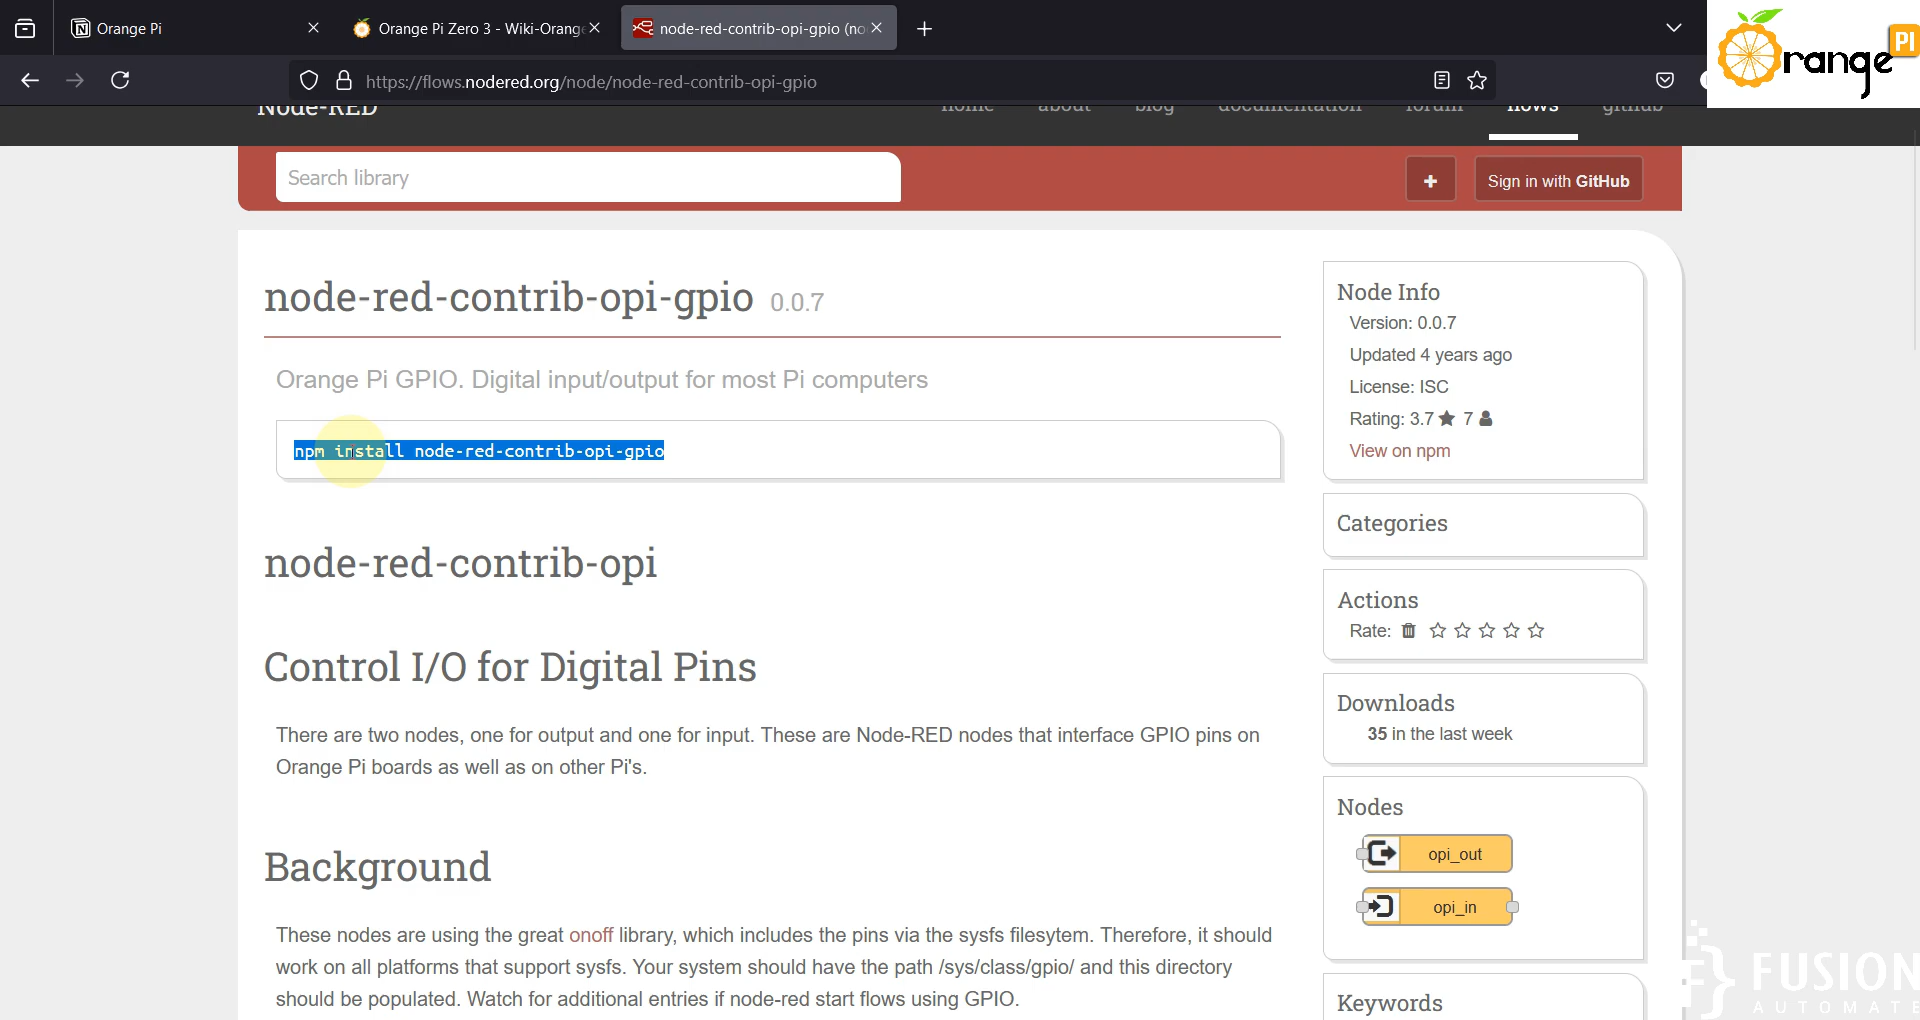 Orange Pi
Orange Pi Zero 3 - Wiki-Orange
node-red-contrib-opi-gpio (no
https://flows.nodered.org/node/node-red-contrib-opi-gpio
range
PI
Node-RED
home about blog documentation forum flows github
Search library
+
Sign in with GitHub
node-red-contrib-opi-gpio 0.0.7
Orange Pi GPIO. Digital input/output for most Pi computers
npm install node-red-contrib-opi-gpio
node-red-contrib-opi
Control I/O for Digital Pins
There are two nodes, one for output and one for input. These are Node-RED nodes that interface GPIO pins on
Orange Pi boards as well as on other Pi's.
Background
These nodes are using the great onoff library, which includes the pins via the sysfs filesytem. Therefore, it should
work on all platforms that support sysfs. Your system should have the path /sys/class/gpio/ and this directory
should be populated. Watch for additional entries if node-red start flows using GPIO.
Node Info
Version: 0.0.7
Updated 4 years ago
License: ISC
Rating: 3.7 7
View on npm
Categories
Actions
Rate:
Downloads
35 in the last week
Nodes
opi_out
opi_in
Keywords
FUSION
AUTOMATE